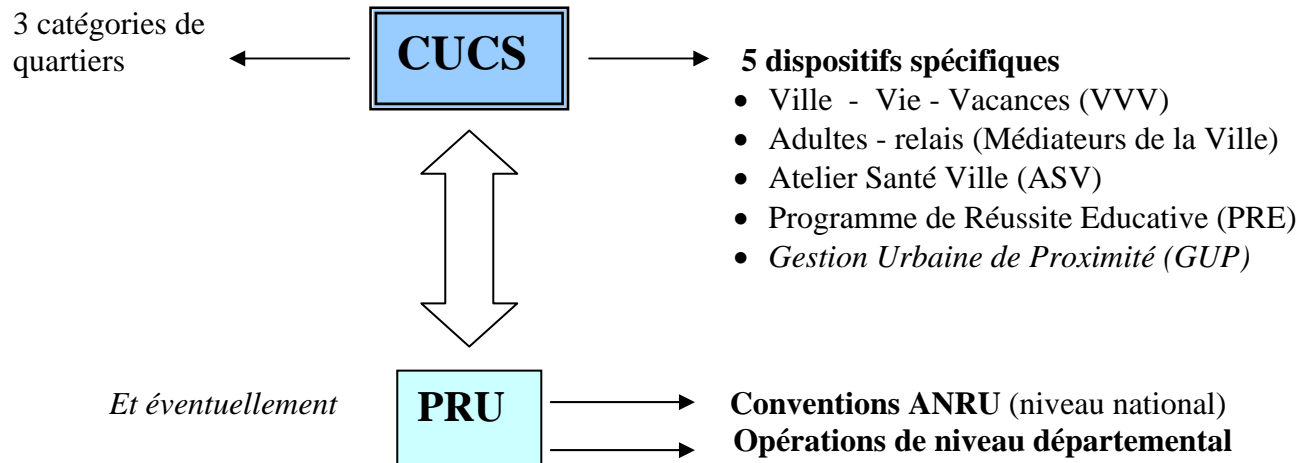 3 catégories de
quartiers
CUCS
5 dispositifs spécifiques
• Ville - Vie - Vacances (VVV)
• Adultes - relais (Médiateurs de la Ville)
• Atelier Santé Ville (ASV)
• Programme de Réussite Educative (PRE)
• Gestion Urbaine de Proximité (GUP)
Et éventuellement
PRU
Conventions ANRU (niveau national)
Opérations de niveau départemental